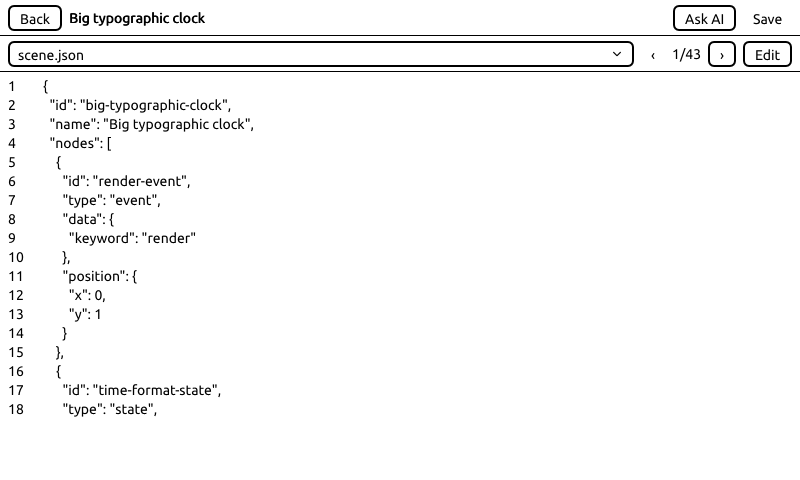 Back Big typographic clock Ask AI Save
scene.json ‹ 1/43 › Edit
1 {
2 "id": "big-typographic-clock",
3 "name": "Big typographic clock",
4 "nodes": [
5 {
6 "id": "render-event",
7 "type": "event",
8 "data": {
9 "keyword": "render"
10 },
11 "position": {
12 "x": 0,
13 "y": 1
14 }
15 },
16 {
17 "id": "time-format-state",
18 "type": "state",